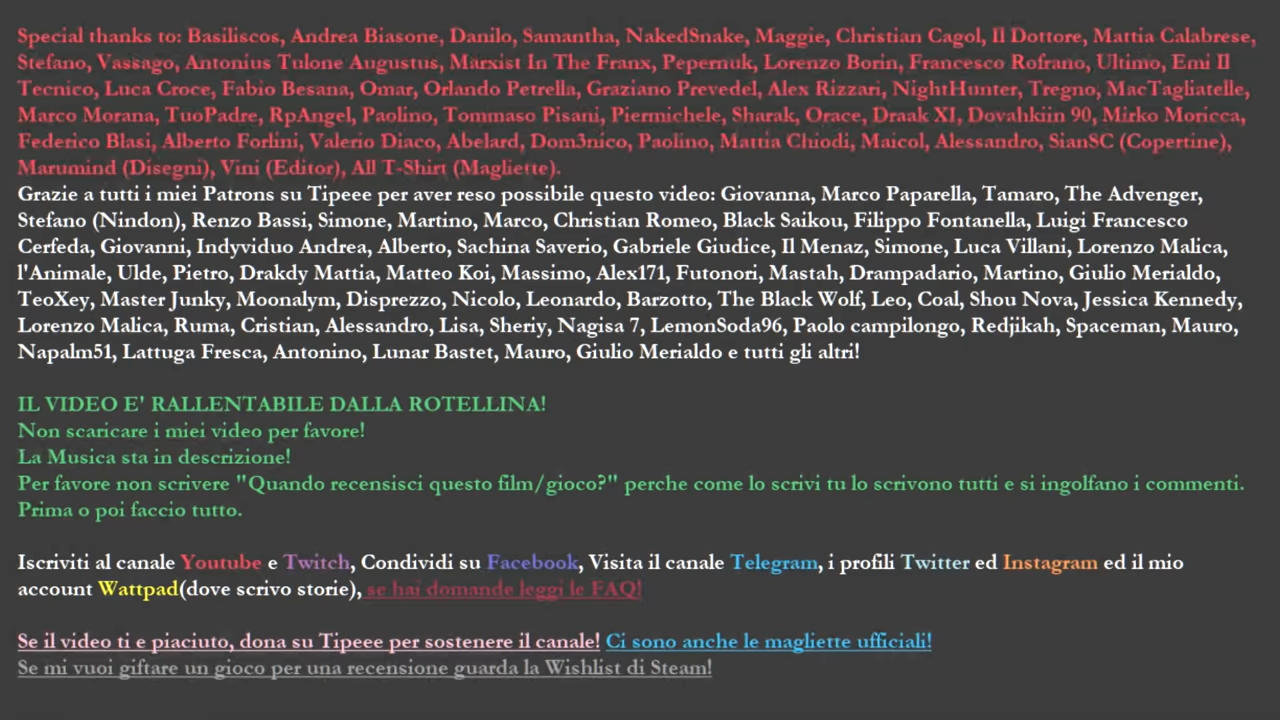 Special thanks to: Basiliscos, Andrea Biasone, Danilo, Samantha, NakedSnake, Maggie, Christian Cagol, Il Dottore, Mattia Calabrese,
Stefano, Vassago, Antonius Tulone Augustus, Marxist In The Franx, Pepernuk, Lorenzo Borin, Francesco Rofrano, Ultimo, Emi Il
Tecnico, Luca Croce, Fabio Besana, Omar, Orlando Petrella, Graziano Prevedel, Alex Rizzari, NightHunter, Tregno, MacTagliatelle,
Marco Morana, TuoPadre, RpAngel, Paolino, Tommaso Pisani, Piermichele, Sharak, Orace, Draak XI, Dovahkiin 90, Mirko Moricca,
Federico Blasi, Alberto Forlini, Valerio Diaco, Abelard, Dom3nico, Paolino, Mattia Chiodi, Maicol, Alessandro, SianSC (Copertine),
Marumind (Disegni), Vini (Editor), All T-Shirt (Magliette).
Grazie a tutti i miei Patrons su Tipeee per aver reso possibile questo video: Giovanna, Marco Paparella, Tamaro, The Advenger,
Stefano (Nindon), Renzo Bassi, Simone, Martino, Marco, Christian Romeo, Black Saikou, Filippo Fontanella, Luigi Francesco
Cerfeda, Giovanni, Indyviduo Andrea, Alberto, Sachina Saverio, Gabriele Giudice, Il Menaz, Simone, Luca Villani, Lorenzo Malica,
l'Animale, Ulde, Pietro, Drakdy Mattia, Matteo Koi, Massimo, Alex171, Futonori, Mastah, Drampadario, Martino, Giulio Merialdo,
TeoXey, Master Junky, Moonalym, Disprezzo, Nicolo, Leonardo, Barzotto, The Black Wolf, Leo, Coal, Shou Nova, Jessica Kennedy,
Lorenzo Malica, Ruma, Cristian, Alessandro, Lisa, Sheriy, Nagisa 7, LemonSoda96, Paolo campilongo, Redjikah, Spaceman, Mauro,
Napalm51, Lattuga Fresca, Antonino, Lunar Bastet, Mauro, Giulio Merialdo e tutti gli altri!
IL VIDEO E' RALLENTABILE DALLA ROTELLINA!
Non scaricare i miei video per favore!
La Musica sta in descrizione!
Per favore non scrivere "Quando recensisci questo film/gioco?" perche come lo scrivi tu lo scrivono tutti e si ingolfano i commenti.
Prima o poi faccio tutto.
Iscriviti al canale Youtube e Twitch, Condividi su Facebook, Visita il canale Telegram, i profili Twitter ed Instagram ed il mio
account Wattpad(dove scrivo storie), se hai domande leggi le FAQ!
Se il video ti e piaciuto, dona su Tipeee per sostenere il canale! Ci sono anche le magliette ufficiali!
Se mi vuoi giftare un gioco per una recensione guarda la Wishlist di Steam!